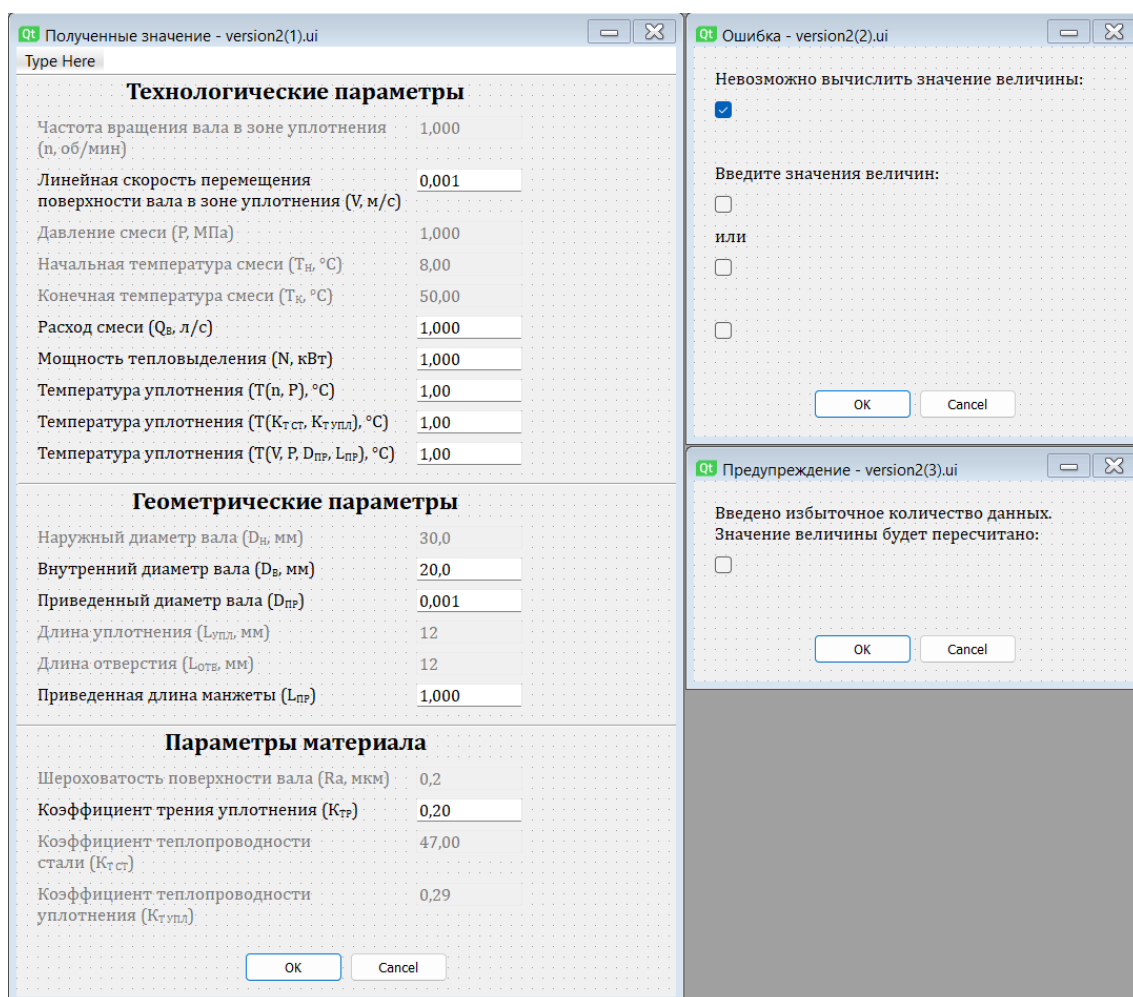 Qt Полученные значение - version2(1).ui
Type Here
Технологические параметры
Частота вращения вала в зоне уплотнения
(n, об/мин)
1,000
Линейная скорость перемещения
поверхности вала в зоне уплотнения (V, м/с)
0,001
Давление смеси (P, МПа) 1,000
Начальная температура смеси (Tн, °C) 8,00
Конечная температура смеси (Tк, °C) 50,00
Расход смеси (Qв, л/с) 1,000
Мощность тепловыделения (N, кВт) 1,000
Температура уплотнения (T(n, P), °C) 1,00
Температура уплотнения (T(Kт ст, Kт упл), °C) 1,00
Температура уплотнения (T(V, P, Dпр, Lпр), °C) 1,00
Геометрические параметры
Наружный диаметр вала (Dн, мм) 30,0
Внутренний диаметр вала (Dв, мм) 20,0
Приведенный диаметр вала (Dпр) 0,001
Длина уплотнения (Lупл, мм) 12
Длина отверстия (Lотв, мм) 12
Приведенная длина манжеты (Lпр) 1,000
Параметры материала
Шероховатость поверхности вала (Ra, мкм) 0,2
Коэффициент трения уплотнения (Kтр) 0,20
Коэффициент теплопроводности
стали (Kт ст)
47,00
Коэффициент теплопроводности
уплотнения (Kт упл)
0,29
OK Cancel
Qt Ошибка - version2(2).ui
Невозможно вычислить значение величины:
Введите значения величин:
или
OK Cancel
Qt Предупреждение - version2(3).ui
Введено избыточное количество данных.
Значение величины будет пересчитано:
OK Cancel